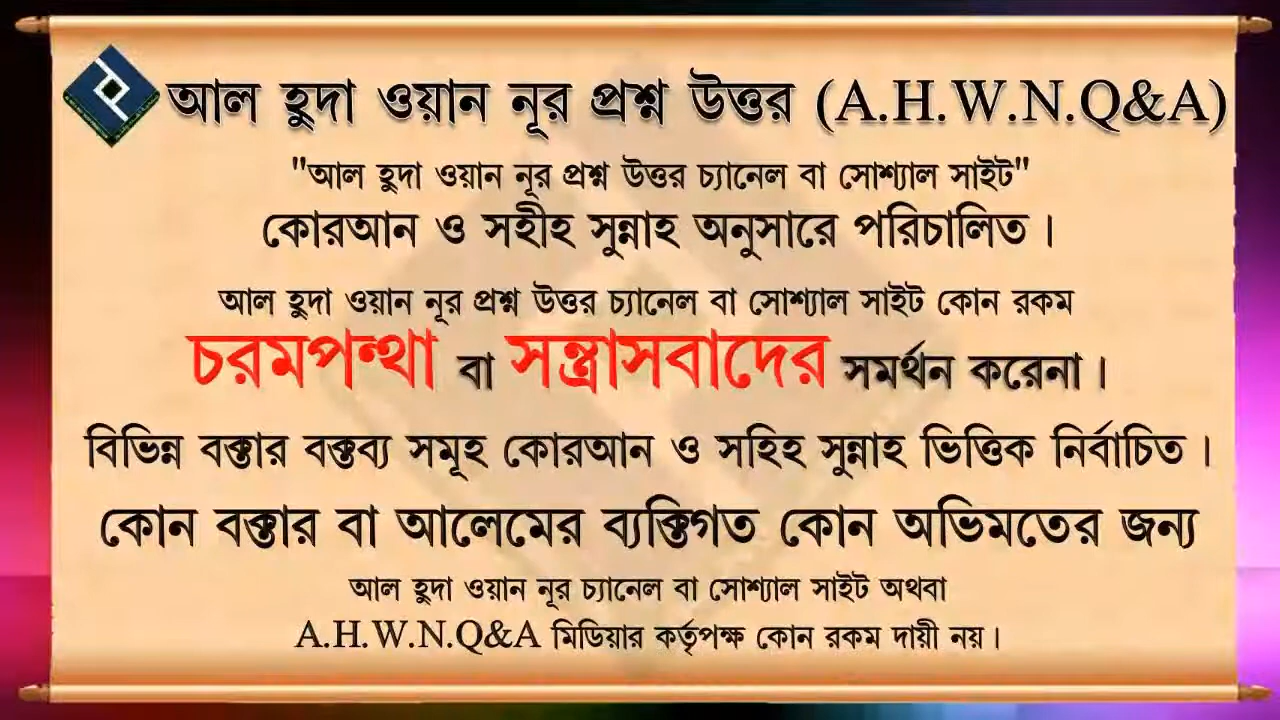 আল হুদা ওয়ান নূর প্রশ্ন উত্তর (A.H.W.N.Q&A)
"আল হুদা ওয়ান নূর প্রশ্ন উত্তর চ্যানেল বা সোশ্যাল সাইট"
কোরআন ও সহীহ সুন্নাহ অনুসারে পরিচালিত।
আল হুদা ওয়ান নূর প্রশ্ন উত্তর চ্যানেল বা সোশ্যাল সাইট কোন রকম
চরমপন্থা বা সন্ত্রাসবাদের সমর্থন করেনা।
বিভিন্ন বক্তার বক্তব্য সমূহ কোরআন ও সহিহ সুন্নাহ ভিত্তিক নির্বাচিত।
কোন বক্তার বা আলেমের ব্যক্তিগত কোন অভিমতের জন্য
আল হুদা ওয়ান নূর চ্যানেল বা সোশ্যাল সাইট অথবা
A.H.W.N.Q&A মিডিয়ার কর্তৃপক্ষ কোন রকম দায়ী নয়।